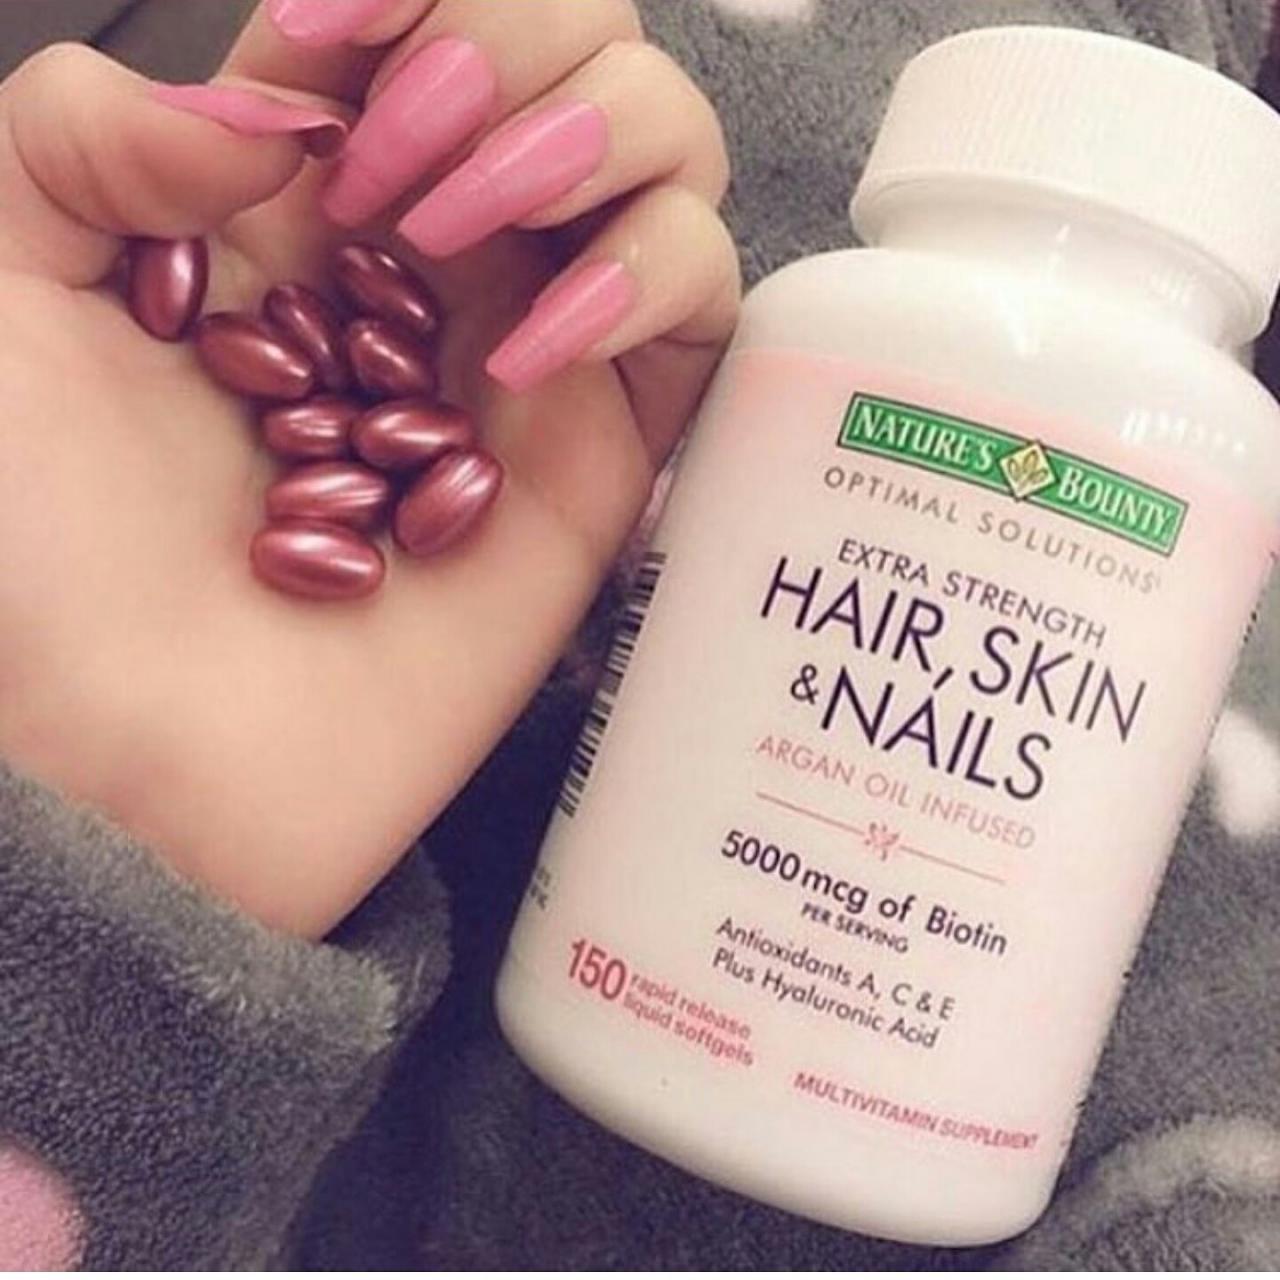 NATURE'S BOUNTY
OPTIMAL SOLUTIONS
EXTRA STRENGTH
HAIR, SKIN
& NAILS
ARGAN OIL INFUSED
5000 mcg of Biotin
PER SERVING
Antioxidants A, C & E
Plus Hyaluronic Acid
150 rapid release
liquid softgels
MULTIVITAMIN SUPPLEMENT